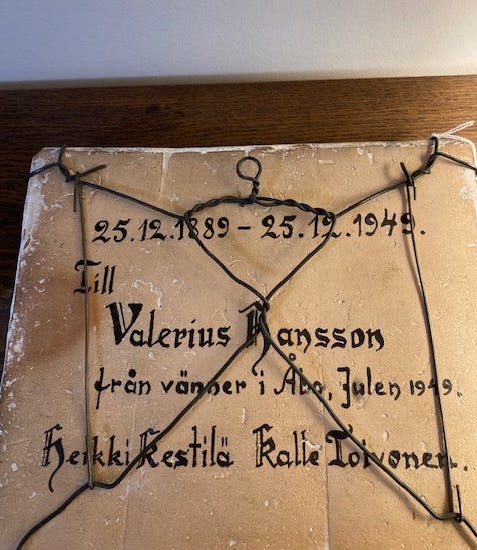 25.12.1889 – 25.12.1949.
Till
Valerius Hansson
från vänner i Åbo, Julen 1949.
Heikki Kestilä Kalle Toivonen.